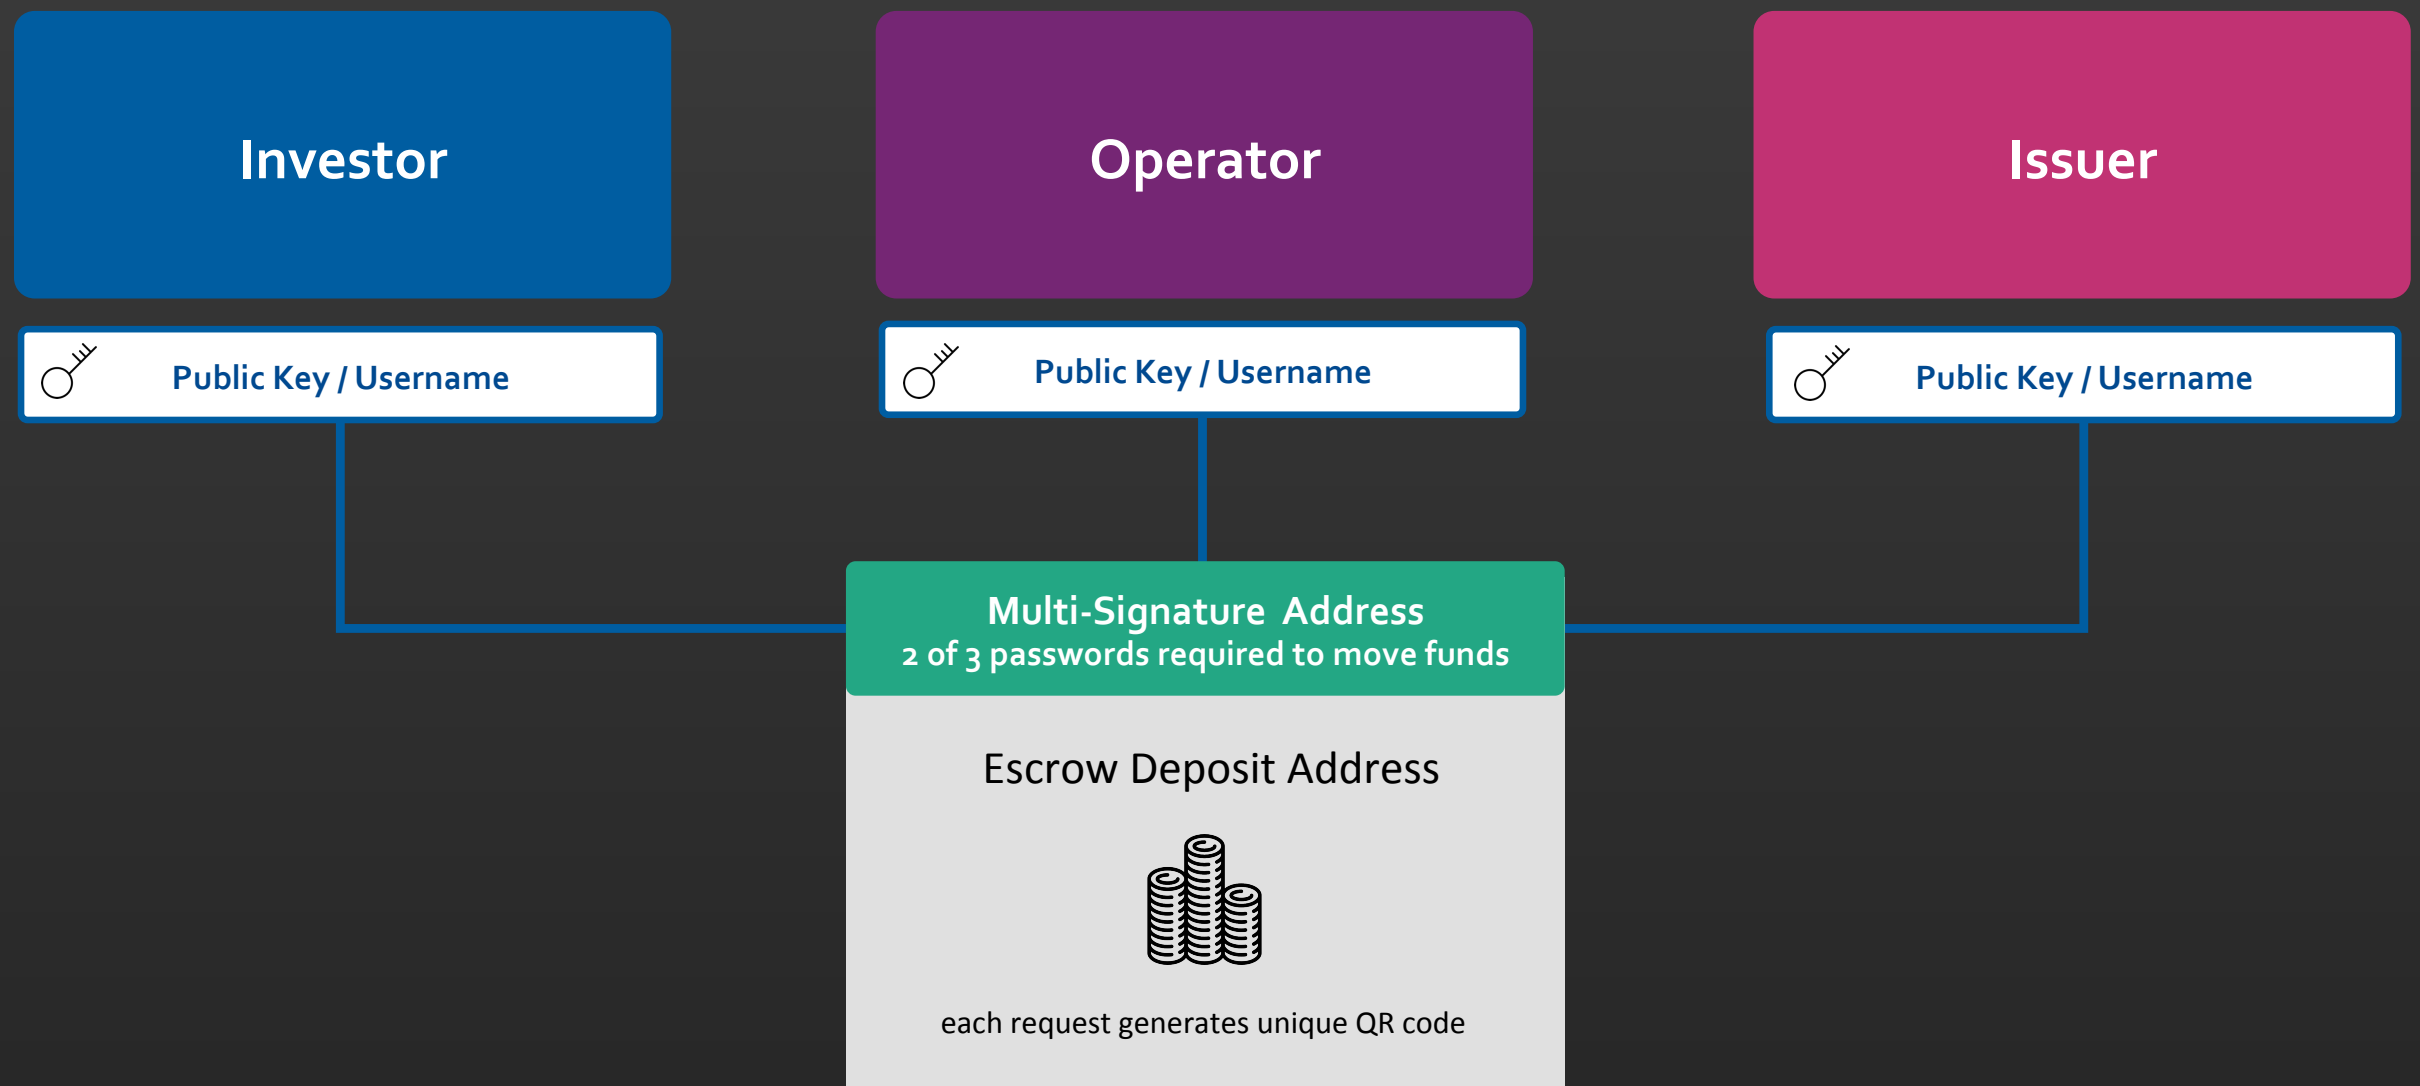 Investor
Operator
Issuer
Public Key / Username
Public Key / Username
Public Key / Username
Multi-Signature Address
2 of 3 passwords required to move funds
Escrow Deposit Address
each request generates unique QR code